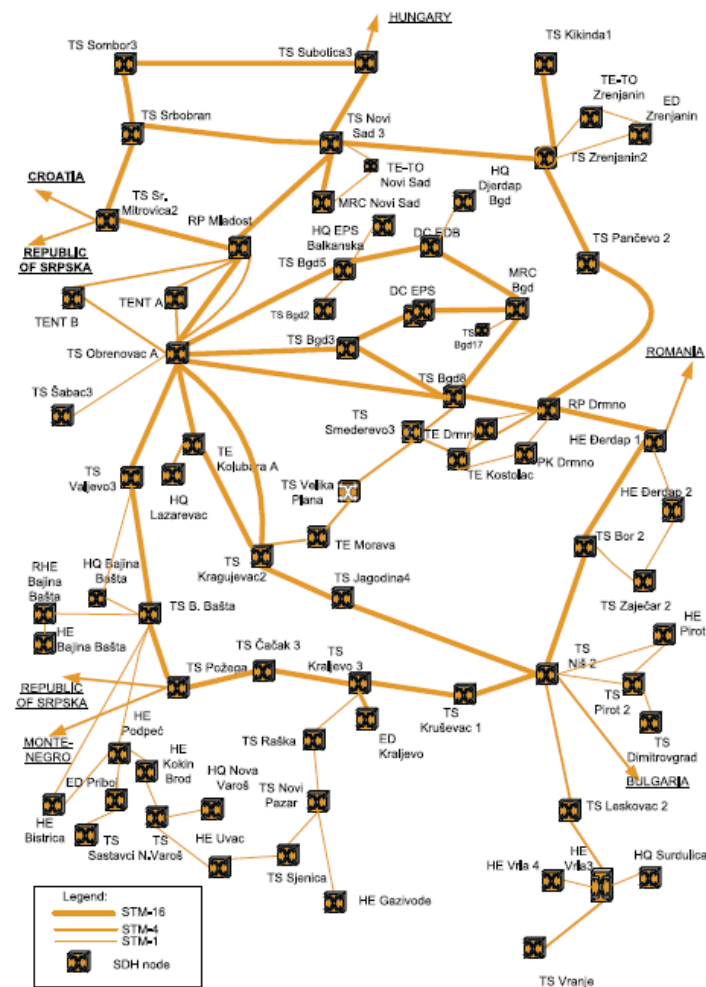 HUNGARY
TS Sombor3
TS Subotica3
TS Kikinda1
TE-TO
Zrenjanin
ED
Zrenjanin
TS Srbobran
TS Novi
Sad 3
TS Zrenjanin2
TE-TO
Novi Sad
HQ
Djerdap
Bgd
CROATIA
TS Sr.
Mitrovica2
MRC Novi Sad
RP Mladost
HQ EPS
Balkanska
DC EDB
REPUBLIC
OF SRPSKA
TS Pančevo 2
TS Bgd5
MRC
Bgd
TENT B
TENT A
TS Bgd2
DC EPS
TS
Bgd17
TS Obrenovac A
TS Bgd3
ROMANIA
TS Šabac3
TS Bgd8
RP Drmno
TS
Smederevo3
TE Drmno
HE Đerdap 1
TE
Kolubara A
TS
Valjevo3
TE Kostolac
PK Drmno
HQ
Lazarevac
TS Velika
Plana
HE Đerdap 2
TE Morava
TS Bor 2
RHE
Bajina
Bašta
HQ Bajina
Bašta
TS
Kragujevac2
TS Jagodina4
TS Zaječar 2
TS B. Bašta
HE
Bajina Bašta
HE
Pirot
TS Čačak 3
TS
Kraljevo 3
TS
Niš 2
TS Požega
REPUBLIC
OF SRPSKA
TS
Kruševac 1
TS
Pirot 2
MONTE-
NEGRO
HE
Podpeč
TS Raška
ED
Kraljevo
TS
Dimitrovgrad
HE
Kokin
Brod
HQ Nova
Varoš
BULGARIA
ED Priboj
TS Novi
Pazar
TS Leskovac 2
HE
Bistrica
TS
Sastavci
TS
N.Varoš
HE Uvac
TS Sjenica
HE Vrla 4
HE
Vrla3
HQ Surdulica
HE Gazivode
Legend:
STM-16
STM-4
STM-1
SDH node
TS Vranje